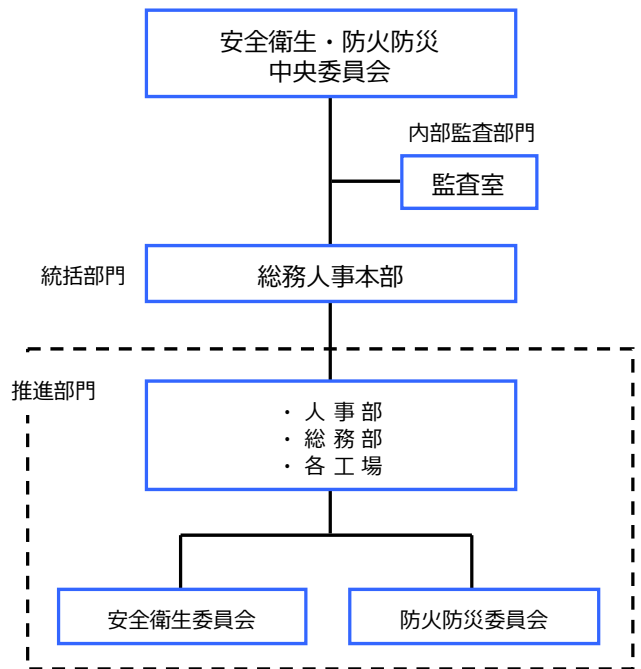 安全衛生・防火防災
中央委員会
内部監査部門
監査室
統括部門
総務人事本部
推進部門
・人事部
・総務部
・各工場
安全衛生委員会
防火防災委員会